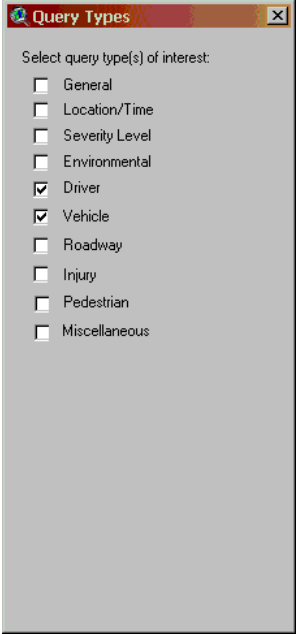 Query Types
Select query type(s) of interest:
General
Location/Time
Severity Level
Environmental
Driver
Vehicle
Roadway
Injury
Pedestrian
Miscellaneous